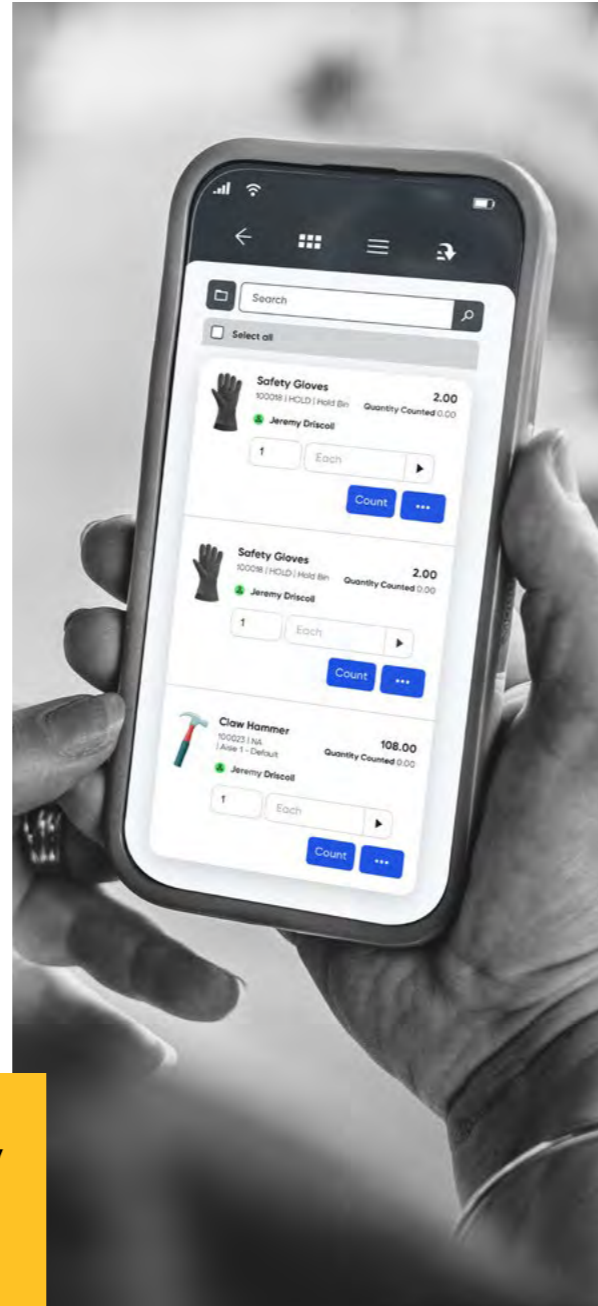 Search
Select all
Safety Gloves
2.00
100018 | HOLD | Hold Bin
Quantity Counted 0.00
Jeremy Driscoll
1
Each
Count
Safety Gloves
2.00
100018 | HOLD | Hold Bin
Quantity Counted 0.00
Jeremy Driscoll
1
Each
Count
Claw Hammer
108.00
100023 | NA
Quantity Counted 0.00
| Aisle 1 - Default
Jeremy Driscoll
1
Each
Count